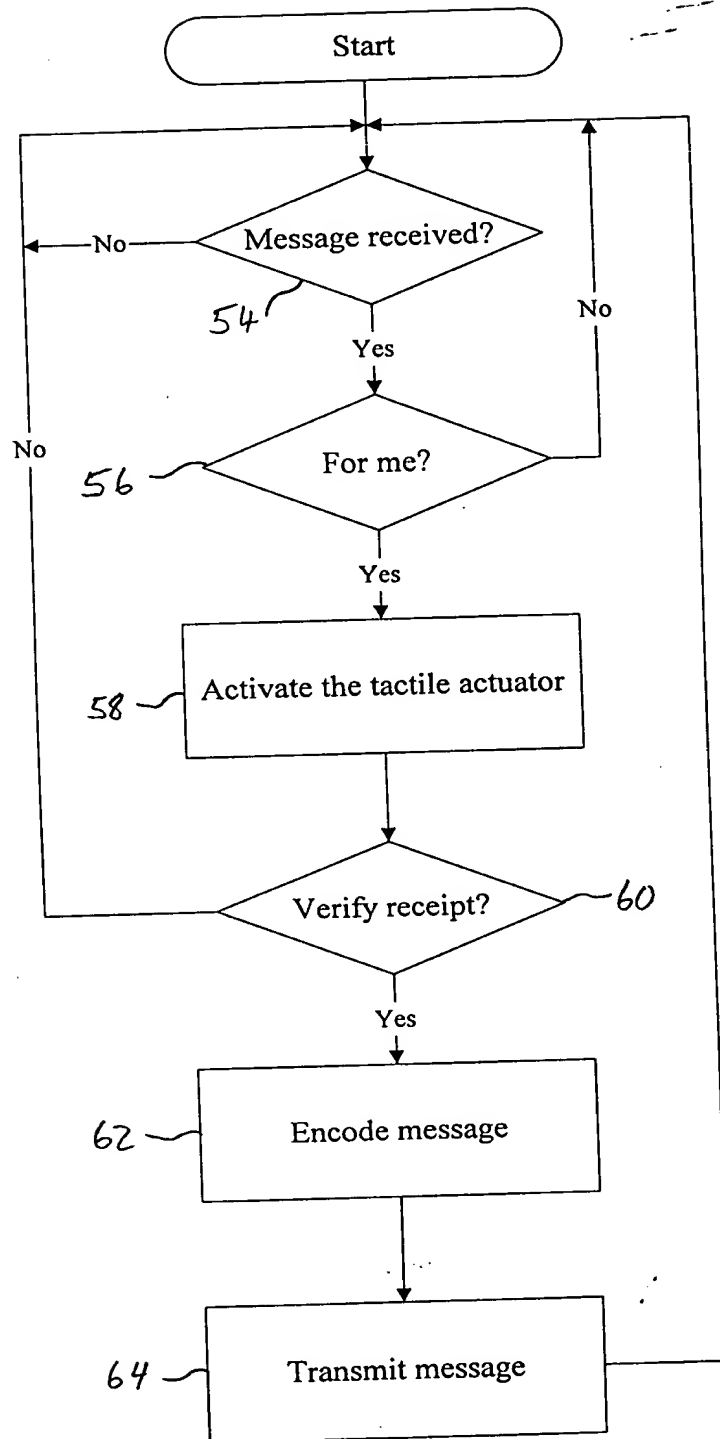 Start
Message received?
No
54
Yes
No
For me?
No
56
Yes
Activate the tactile actuator
58
Verify receipt?
60
Yes
Encode message
62
Transmit message
64